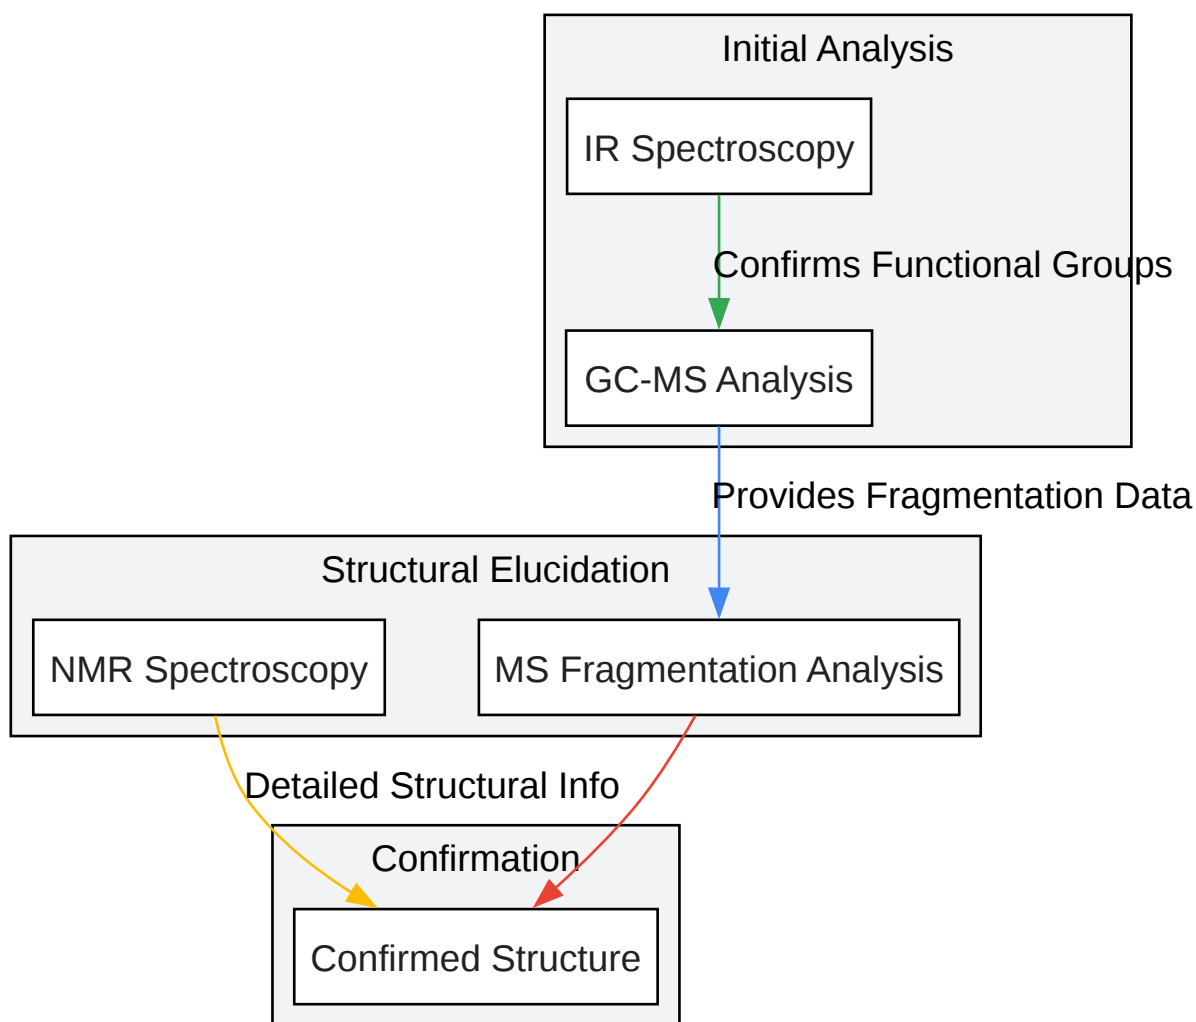 Initial Analysis
IR Spectroscopy
Confirms Functional Groups
GC-MS Analysis
Provides Fragmentation Data
Structural Elucidation
NMR Spectroscopy
MS Fragmentation Analysis
Detailed Structural Info
Confirmation
Confirmed Structure